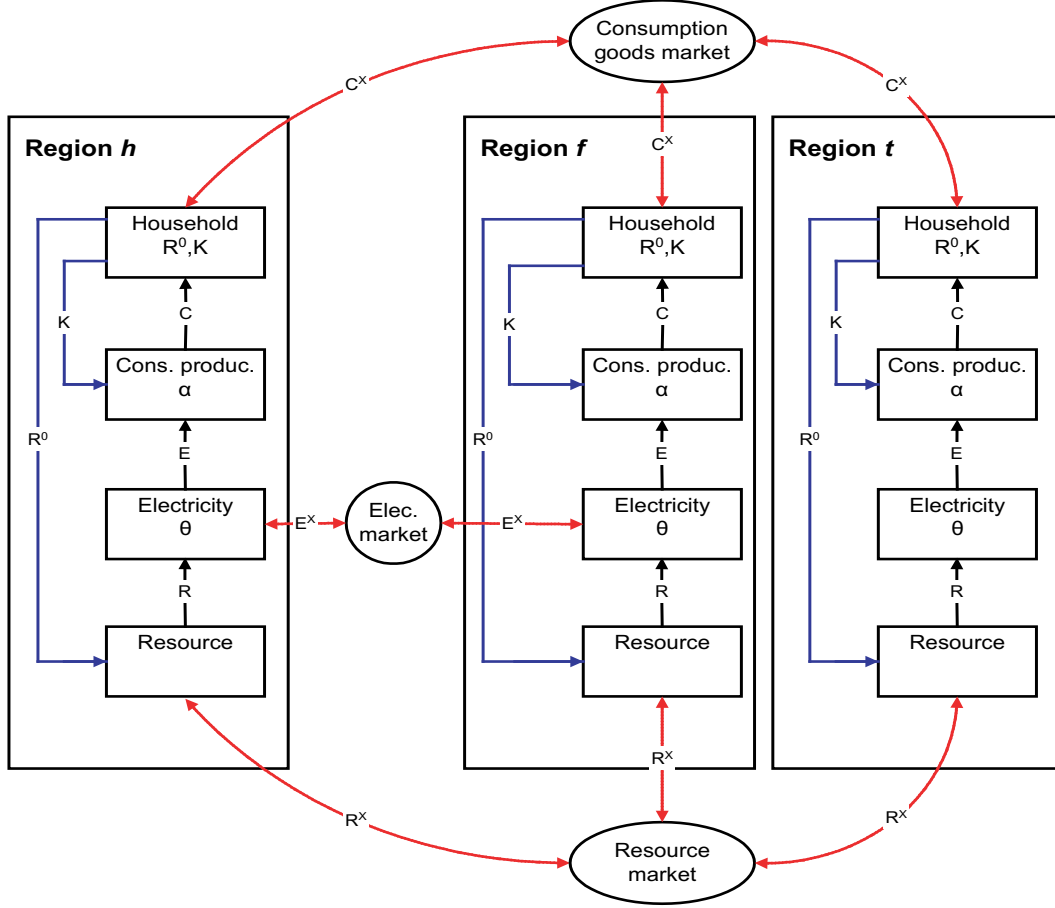 Consumption
goods market
Cˣ
Cˣ
Cˣ
Region h
Household
R⁰,K
K
C
Cons. produc.
α
R⁰
E
Electricity
θ
R
Resource
Eˣ
Elec.
market
Eˣ
Region f
Household
R⁰,K
K
C
Cons. produc.
α
R⁰
E
Electricity
θ
R
Resource
Region t
Household
R⁰,K
K
C
Cons. produc.
α
R⁰
E
Electricity
θ
R
Resource
Rˣ
Rˣ
Rˣ
Resource
market